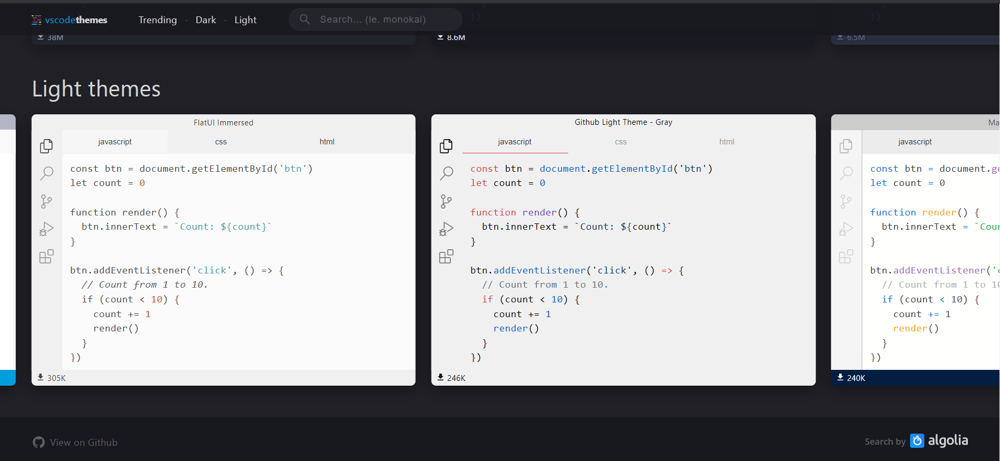 vscodethemes Trending · Dark · Light Search... (ie. monokai)
38M
8.6M
6.5M
Light themes
FlatUI Immersed
javascript css html
const btn = document.getElementById('btn')
let count = 0
function render() {
btn.innerText = `Count: ${count}`
}
btn.addEventListener('click', () => {
// Count from 1 to 10.
if (count < 10) {
count += 1
render()
}
})
305K
Github Light Theme - Gray
javascript css html
const btn = document.getElementById('btn')
let count = 0
function render() {
btn.innerText = `Count: ${count}`
}
btn.addEventListener('click', () => {
// Count from 1 to 10.
if (count < 10) {
count += 1
render()
}
})
246K
Ma
javascript
const btn = document.ge
let count = 0
function render() {
btn.innerText = `Coun
}
btn.addEventListener('c
// Count from 1 to 10
if (count < 10) {
count += 1
render()
}
})
240K
View on Github
Search by algolia